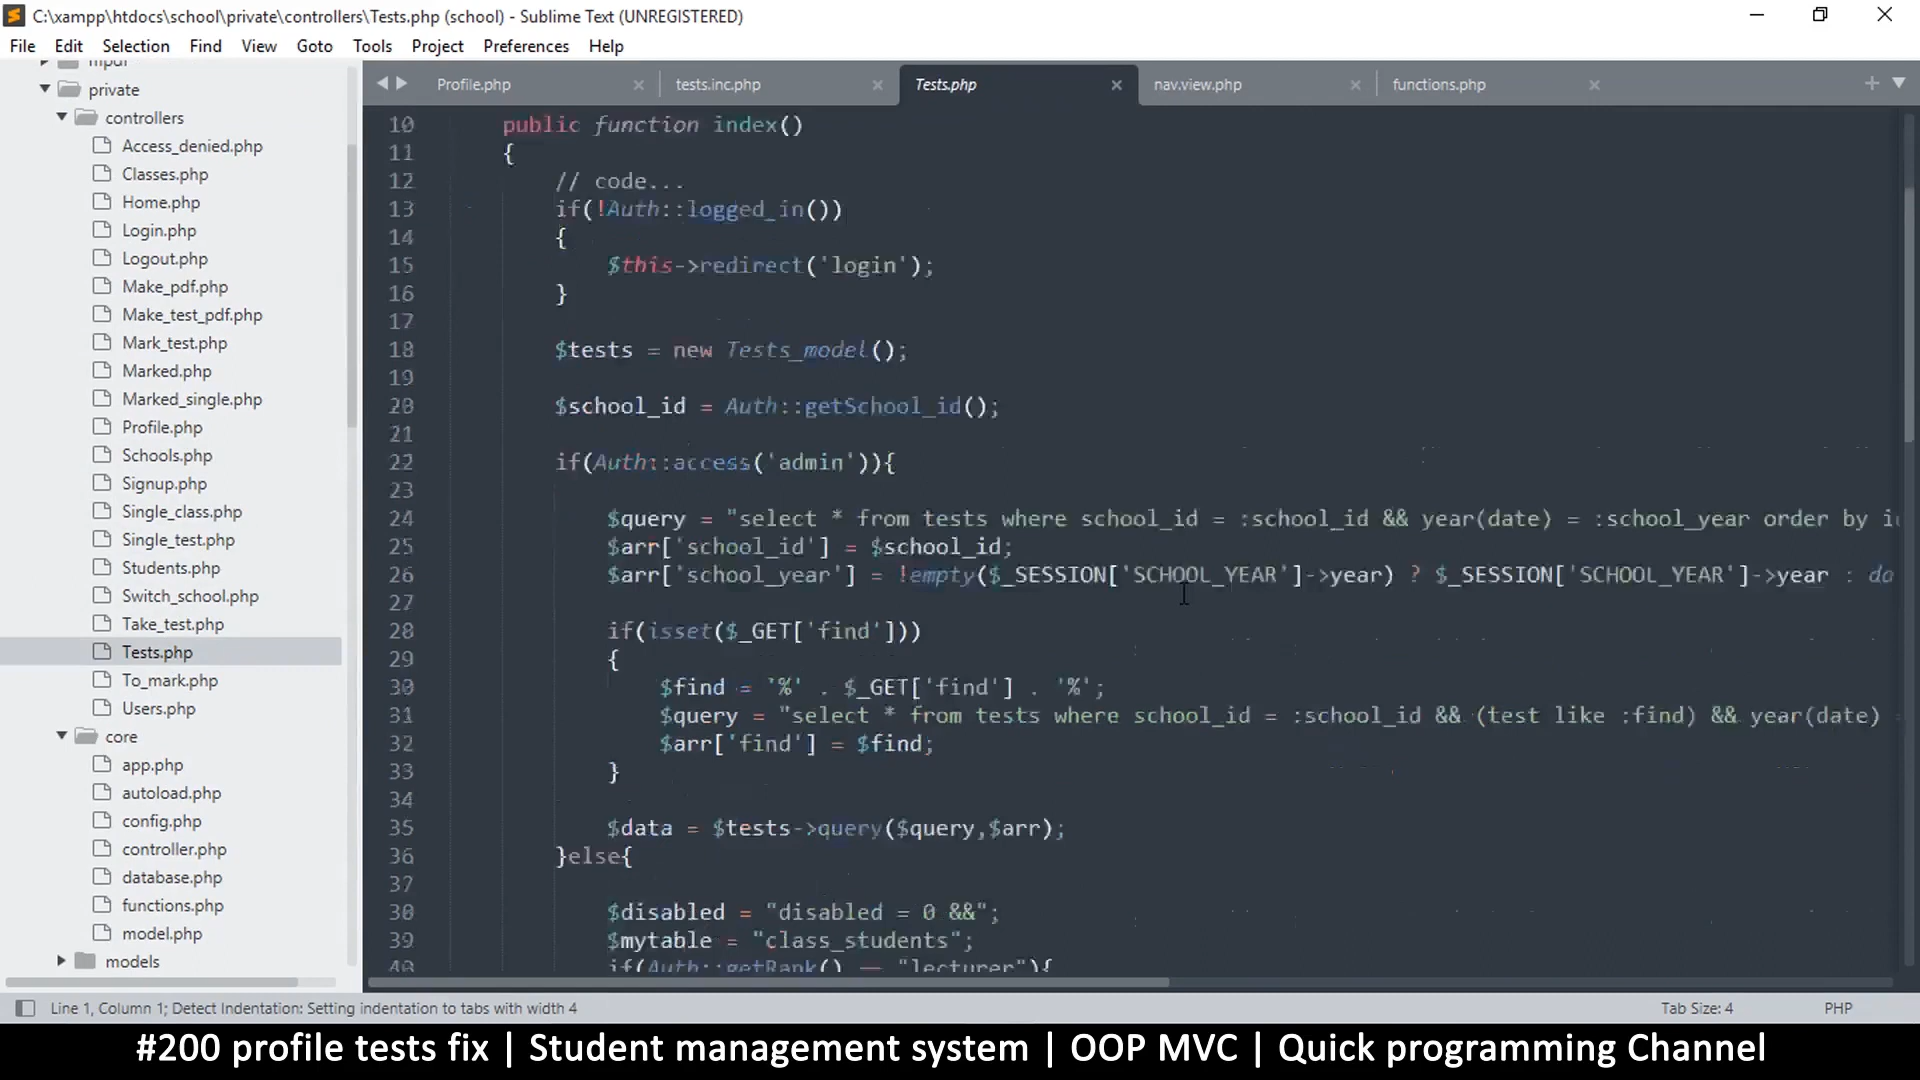 C:\xampp\htdocs\school\private\controllers\Tests.php (school) - Sublime Text (UNREGISTERED)
File Edit Selection Find View Goto Tools Project Preferences Help
mpdf
private
controllers
Access_denied.php
Classes.php
Home.php
Login.php
Logout.php
Make_pdf.php
Make_test_pdf.php
Mark_test.php
Marked.php
Marked_single.php
Profile.php
Schools.php
Signup.php
Single_class.php
Single_test.php
Students.php
Switch_school.php
Take_test.php
Tests.php
To_mark.php
Users.php
core
app.php
autoload.php
config.php
controller.php
database.php
functions.php
model.php
models
Profile.php tests.inc.php Tests.php nav.view.php functions.php
10 public function index()
11 {
12 // code...
13 if(!Auth::logged_in())
14 {
15 $this->redirect('login');
16 }
17
18 $tests = new Tests_model();
19
20 $school_id = Auth::getSchool_id();
21
22 if(Auth::access('admin')){
23
24 $query = "select * from tests where school_id = :school_id && year(date) = :school_year order by
25 $arr['school_id'] = $school_id;
26 $arr['school_year'] = !empty($_SESSION['SCHOOL_YEAR']->year) ? $_SESSION['SCHOOL_YEAR']->year : da
27
28 if(isset($_GET['find']))
29 {
30 $find = '%' . $_GET['find'] . '%';
31 $query = "select * from tests where school_id = :school_id && (test like :find) && year(date) =
32 $arr['find'] = $find;
33 }
34
35 $data = $tests->query($query,$arr);
36 }else{
37
38 $disabled = "disabled = 0 &&";
39 $mytable = "class_students";
40 if(Auth::getRank() == "lecturer"){
Line 1, Column 1; Detect Indentation: Setting indentation to tabs with width 4
Tab Size: 4 PHP
#200 profile tests fix | Student management system | OOP MVC | Quick programming Channel